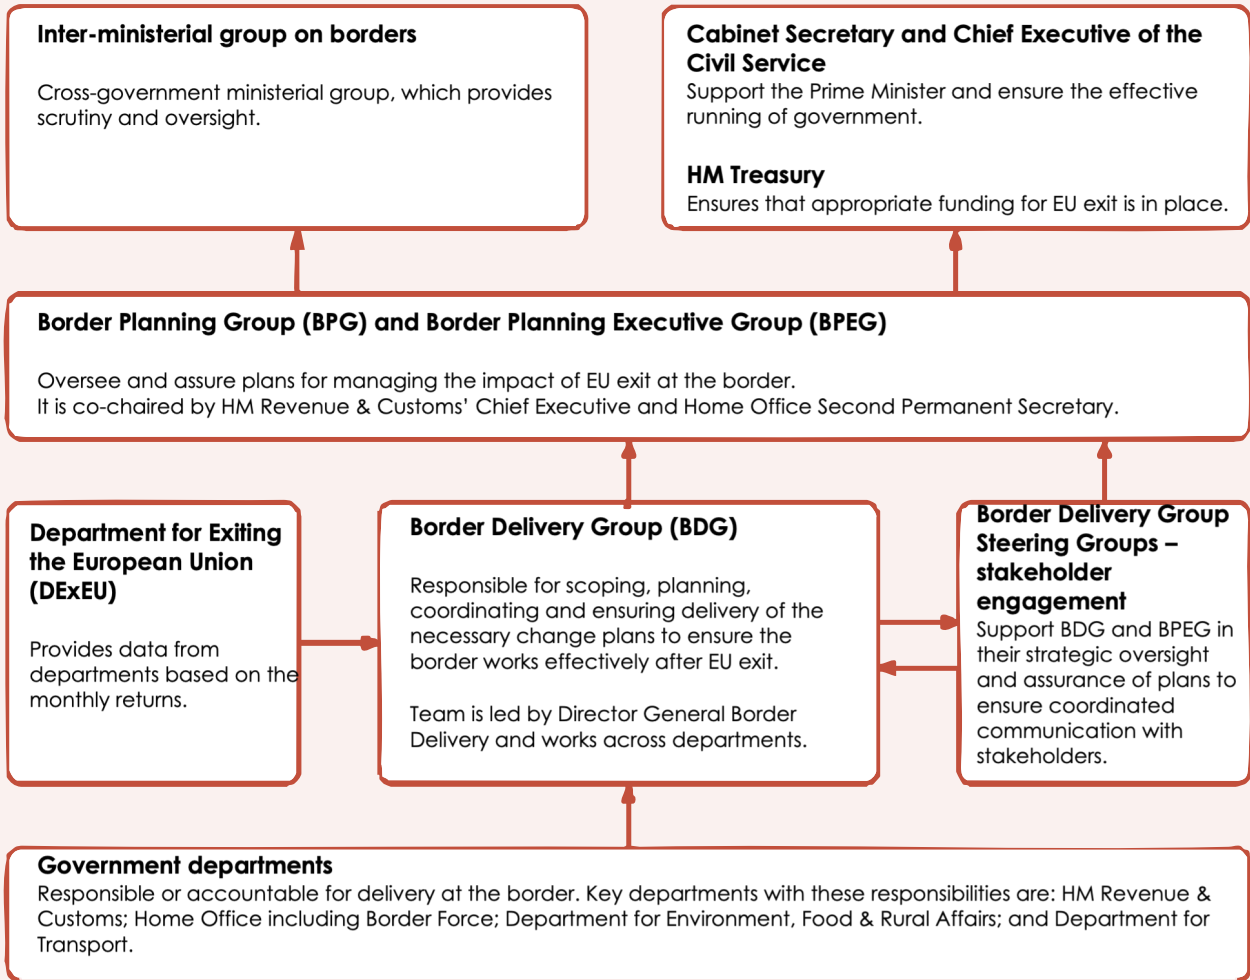 Inter-ministerial group on borders
Cross-government ministerial group, which provides
scrutiny and oversight.
Cabinet Secretary and Chief Executive of the
Civil Service
Support the Prime Minister and ensure the effective
running of government.
HM Treasury
Ensures that appropriate funding for EU exit is in place.
Border Planning Group (BPG) and Border Planning Executive Group (BPEG)
Oversee and assure plans for managing the impact of EU exit at the border.
It is co-chaired by HM Revenue & Customs’ Chief Executive and Home Office Second Permanent Secretary.
Department for Exiting
the European Union
(DExEU)
Provides data from
departments based on the
monthly returns.
Border Delivery Group (BDG)
Responsible for scoping, planning,
coordinating and ensuring delivery of the
necessary change plans to ensure the
border works effectively after EU exit.
Team is led by Director General Border
Delivery and works across departments.
Border Delivery Group
Steering Groups –
stakeholder
engagement
Support BDG and BPEG in
their strategic oversight
and assurance of plans to
ensure coordinated
communication with
stakeholders.
Government departments
Responsible or accountable for delivery at the border. Key departments with these responsibilities are: HM Revenue &
Customs; Home Office including Border Force; Department for Environment, Food & Rural Affairs; and Department for
Transport.